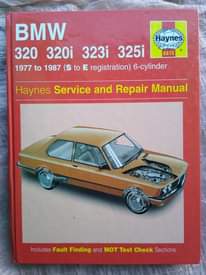 BMW
320 320i 323i 325i
1977 to 1987 (S to E registration) 6-cylinder
Haynes
Haynes Service and Repair Manual
Includes Fault Finding and MOT Test Check Sections